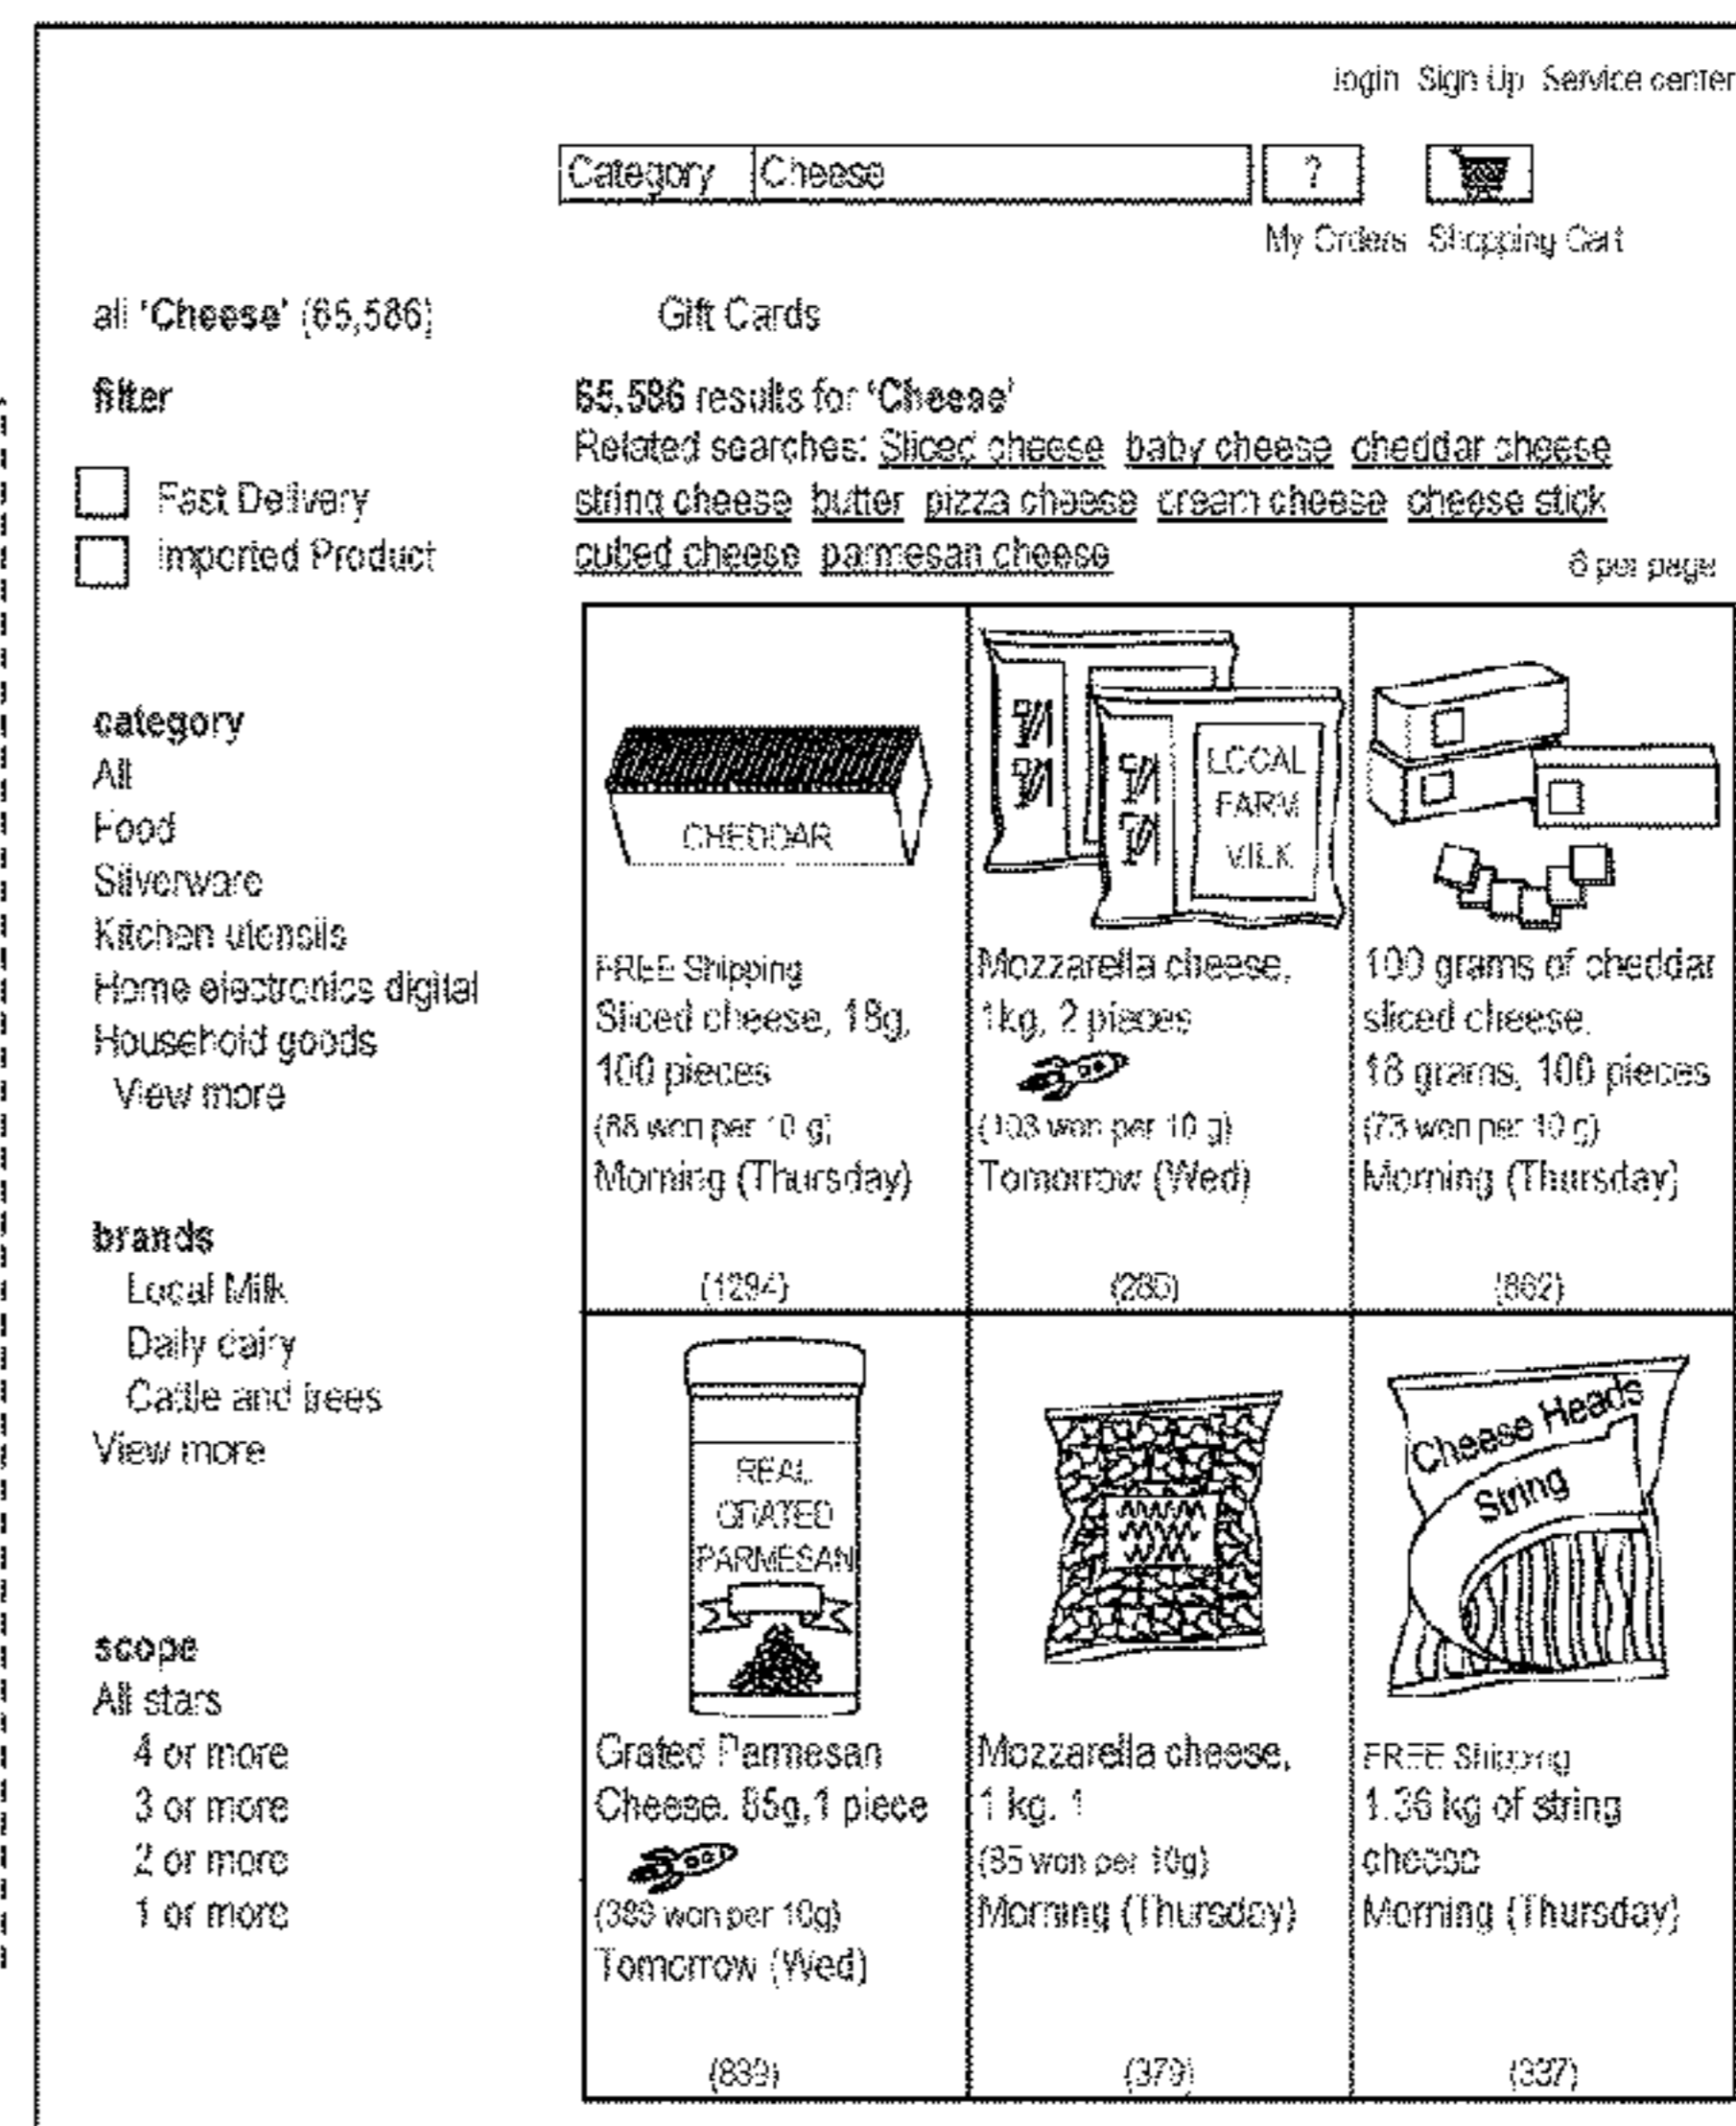 login Sign Up Service center
Category Cheese ?
My Orders Shopping Cart
all 'Cheese' (65,586) Gift Cards
filter
Fast Delivery
Imported Product
category
All
Food
Silverware
Kitchen utensils
Home electronics digital
Household goods
View more
brands
Local Milk
Daily dairy
Cattle and trees
View more
scope
All stars
4 or more
3 or more
2 or more
1 or more
65,586 results for 'Cheese'
Related searches: Sliced cheese baby cheese cheddar cheese
string cheese butter pizza cheese cream cheese cheese stick
cubed cheese parmesan cheese
6 per page
CHEDDAR
FREE Shipping
Sliced cheese, 18g,
100 pieces
won per 10 g)
Morning (Thursday)
(1294)
LOCAL
FARM
MILK
Mozzarella cheese,
1kg, 2 pieces
(103 won per 10 g)
Tomorrow (Wed)
(285)
100 grams of cheddar
sliced cheese,
18 grams, 100 pieces
won per 10 g)
Morning (Thursday)
(862)
REAL
GRATED
PARMESAN
Grated Parmesan
Cheese. 85g,1 piece
(389 won per 10g)
Tomorrow (Wed)
(839)
Mozzarella cheese,
1 kg. 1
(85 won per 10g)
Morning (Thursday)
(379)
Cheese Heads
String
FREE Shipping
1.36 kg of string
cheese
Morning (Thursday)
(337)